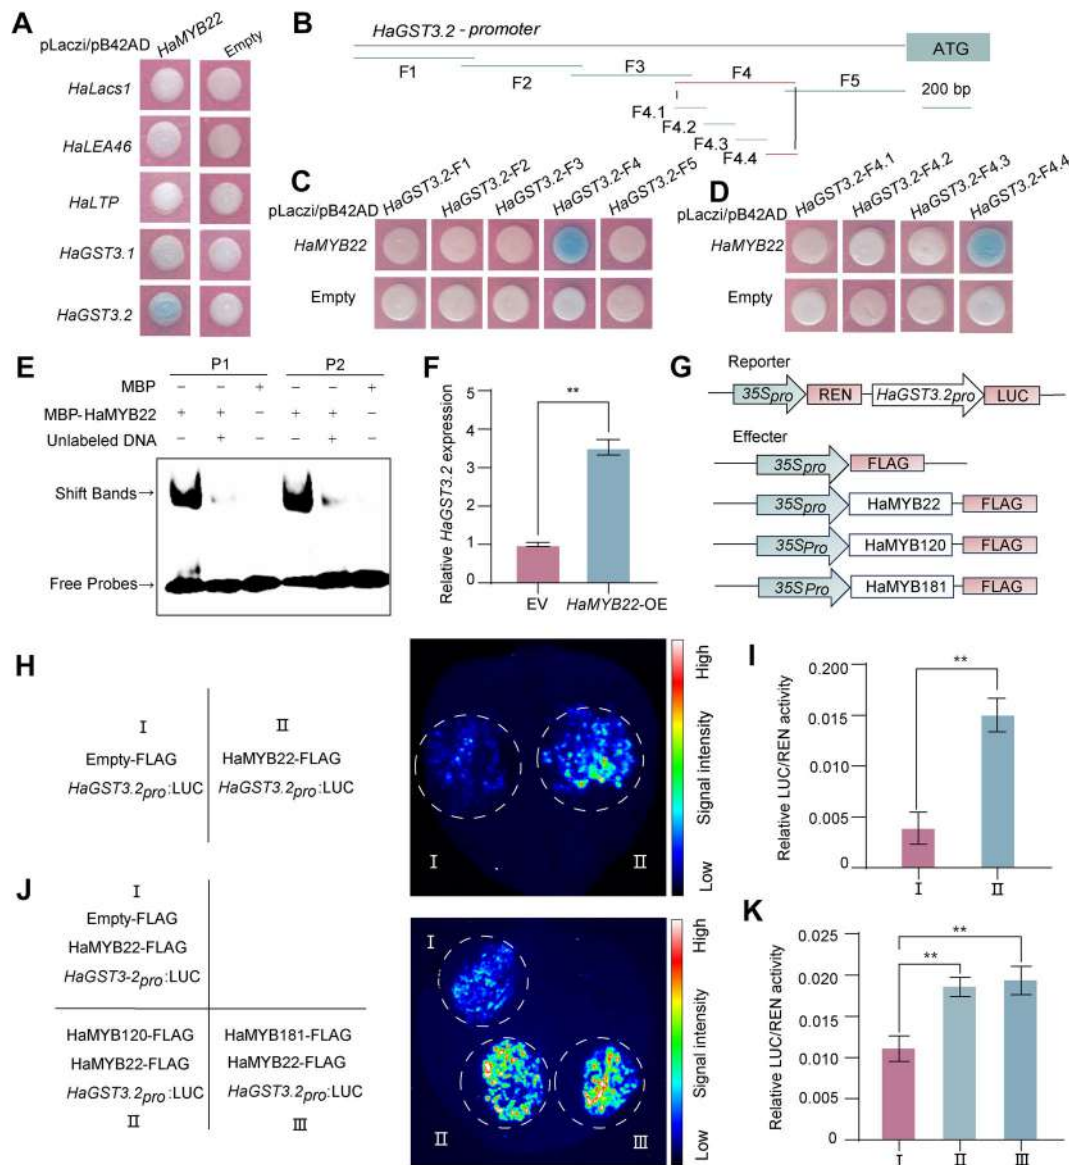 A
pLaczi/pB42AD
HaMYB22
Empty
HaLacs1
HaLEA46
HaLTP
HaGST3.1
HaGST3.2
B
HaGST3.2 - promoter
ATG
F1
F2
F3
F4
F5
200 bp
F4.1
F4.2
F4.3
F4.4
C
pLaczi/pB42AD
HaGST3.2-F1
HaGST3.2-F2
HaGST3.2-F3
HaGST3.2-F4
HaGST3.2-F5
HaMYB22
Empty
D
pLaczi/pB42AD
HaGST3.2-F4.1
HaGST3.2-F4.2
HaGST3.2-F4.3
HaGST3.2-F4.4
HaMYB22
Empty
E
P1 P2
MBP − − + − − +
MBP-HaMYB22 + + − + + −
Unlabeled DNA − + − − + −
Shift Bands→
Free Probes→
F
Relative HaGST3.2 expression
5
4
3
2
1
0
**
EV
HaMYB22-OE
G
Reporter
35Spro REN HaGST3.2pro LUC
Effecter
35Spro FLAG
35Spro HaMYB22 FLAG
35SPro HaMYB120 FLAG
35SPro HaMYB181 FLAG
H
I II
Empty-FLAG HaMYB22-FLAG
HaGST3.2pro:LUC HaGST3.2pro:LUC
I II
High
Signal intensity
Low
I
Relative LUC/REN activity
0.200
0.015
0.010
0.005
0
**
I II
J
I
Empty-FLAG
HaMYB22-FLAG
HaGST3-2pro:LUC
HaMYB120-FLAG HaMYB181-FLAG
HaMYB22-FLAG HaMYB22-FLAG
HaGST3.2pro:LUC HaGST3.2pro:LUC
II III
I
II III
High
Signal intensity
Low
K
Relative LUC/REN activity
0.025
0.020
0.015
0.010
0.005
0
**
**
I II III